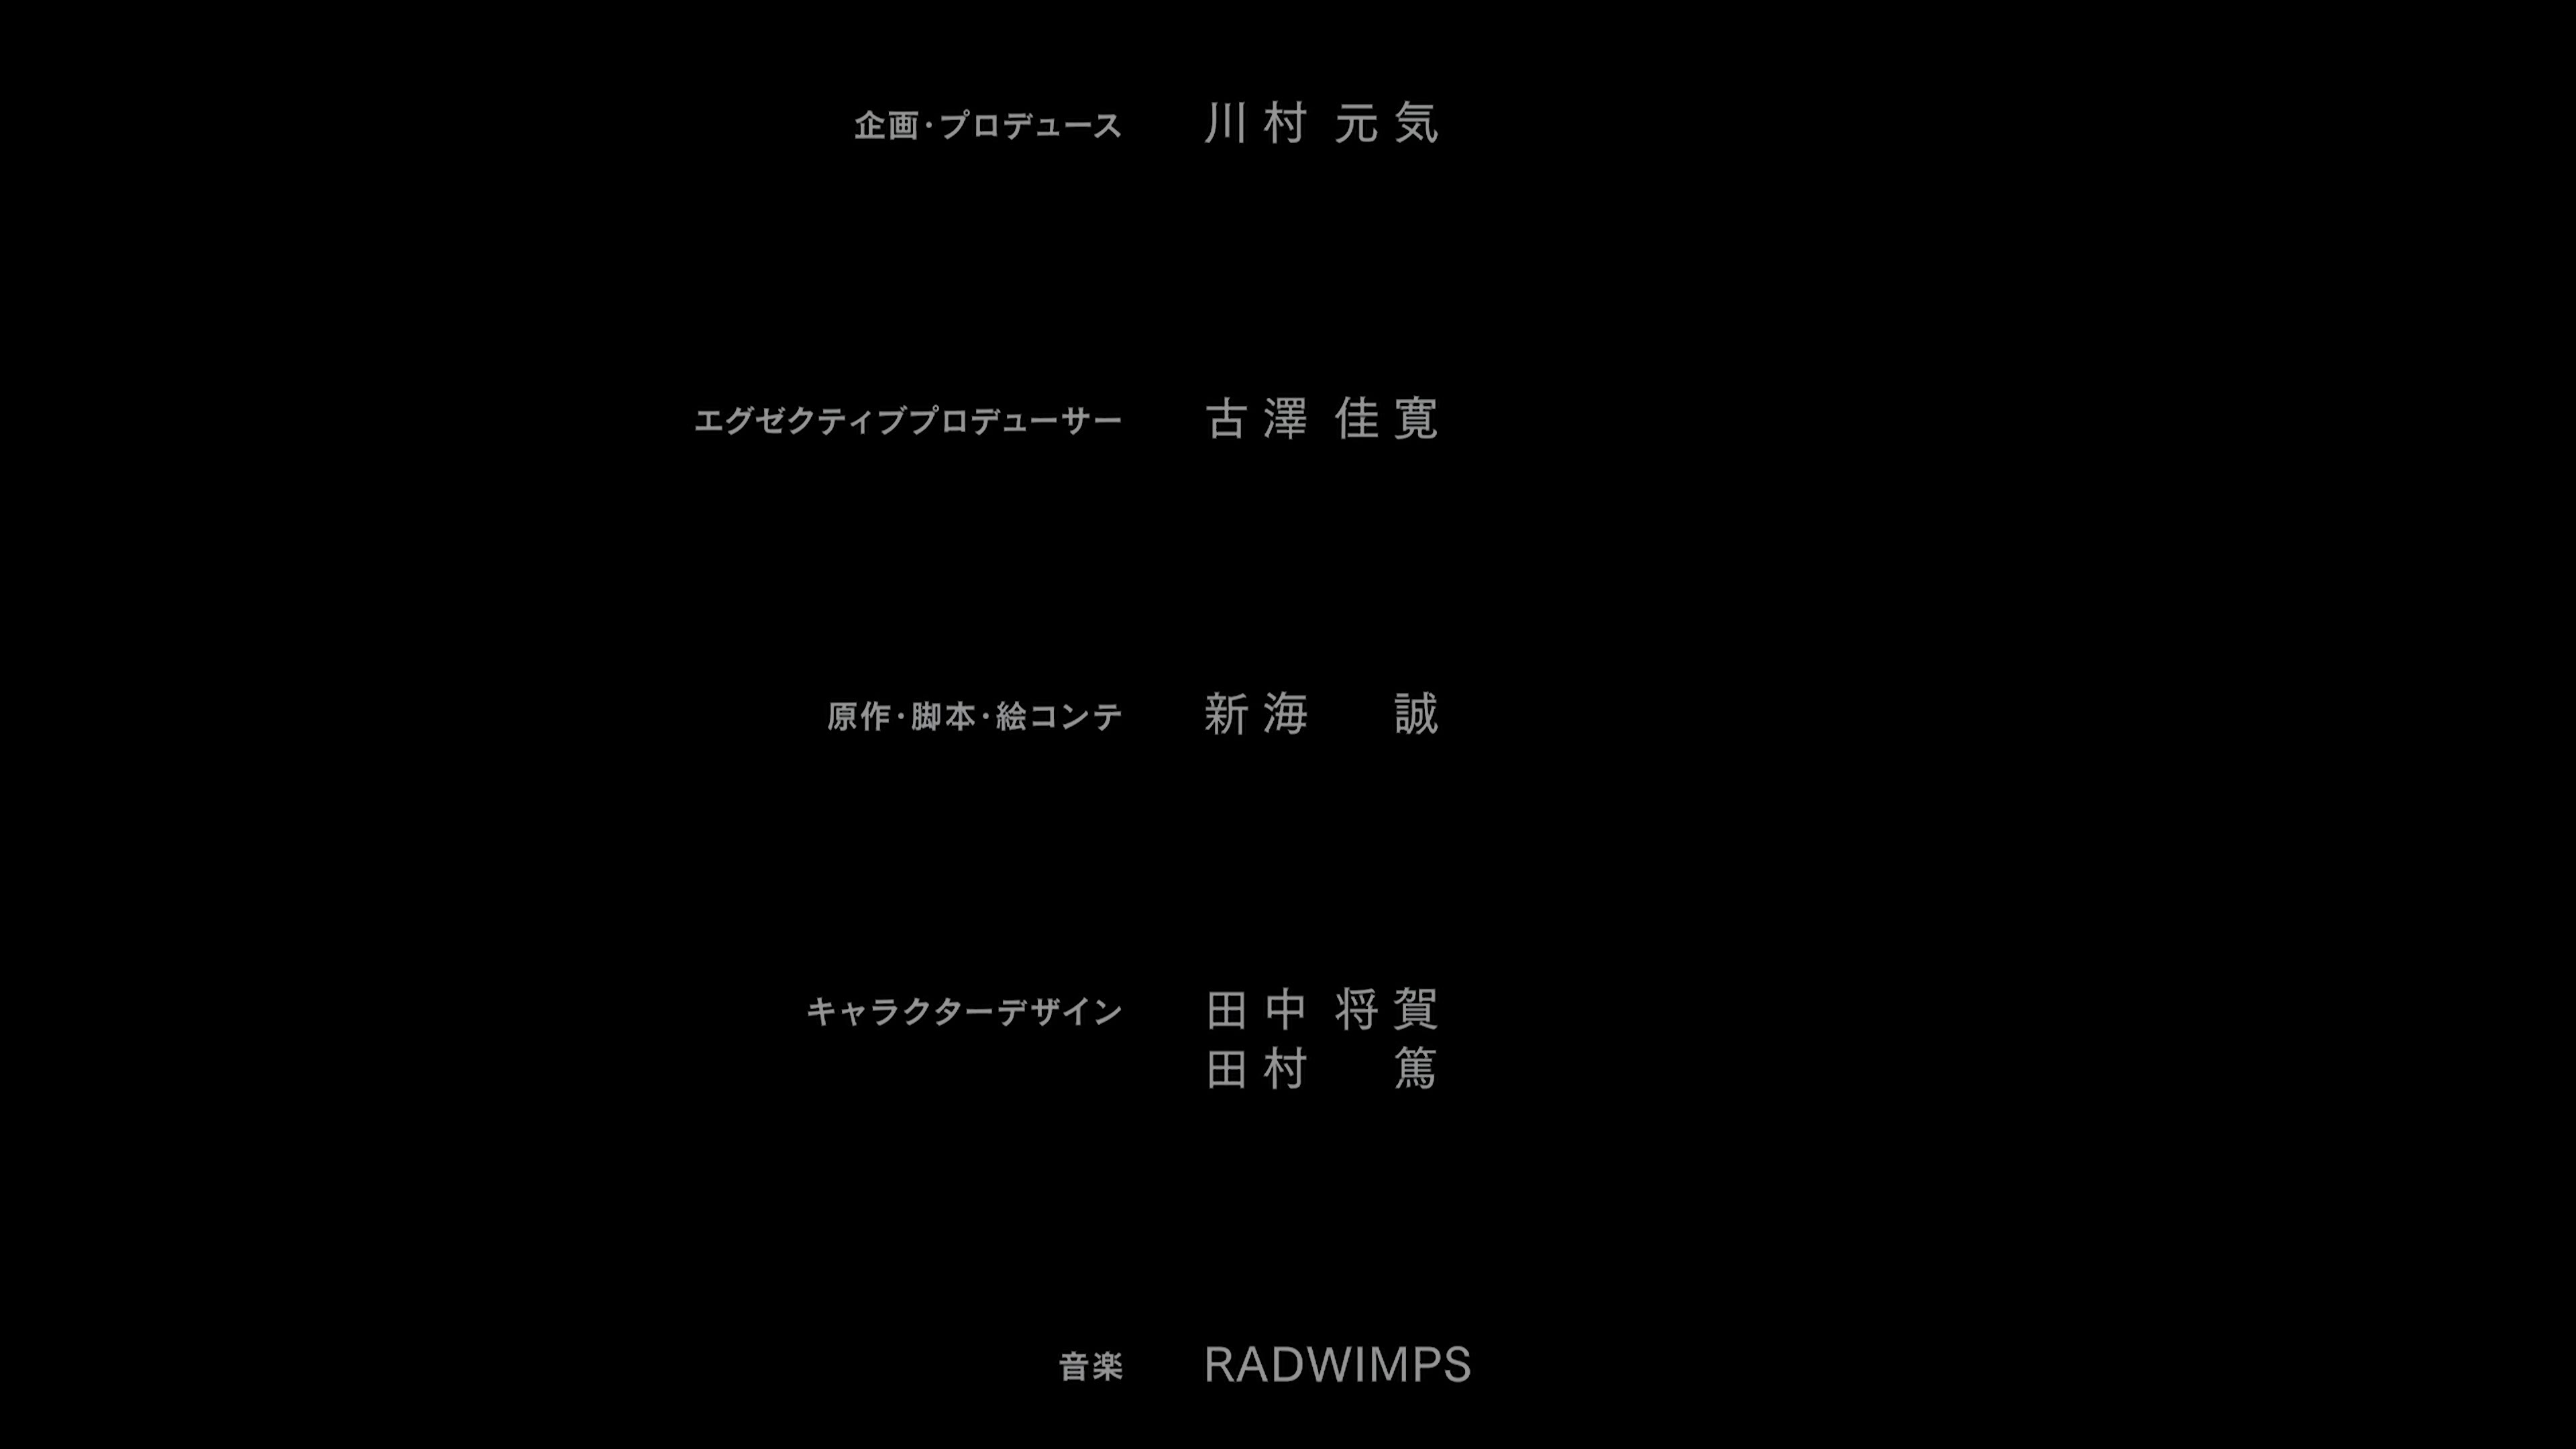 企画・プロデュース 川村 元気
エグゼクティブプロデューサー 古澤 佳寛
原作・脚本・絵コンテ 新海 誠
キャラクターデザイン 田中 将賀
田村 篤
音楽 RADWIMPS